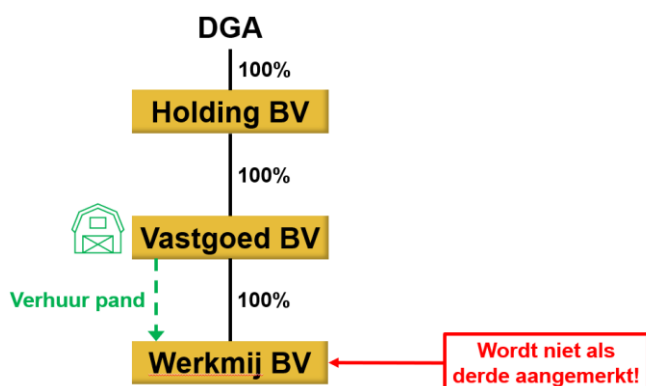 DGA
100%
Holding BV
100%
Vastgoed BV
Verhuur pand
100%
Werkmij BV
Wordt niet als
derde aangemerkt!